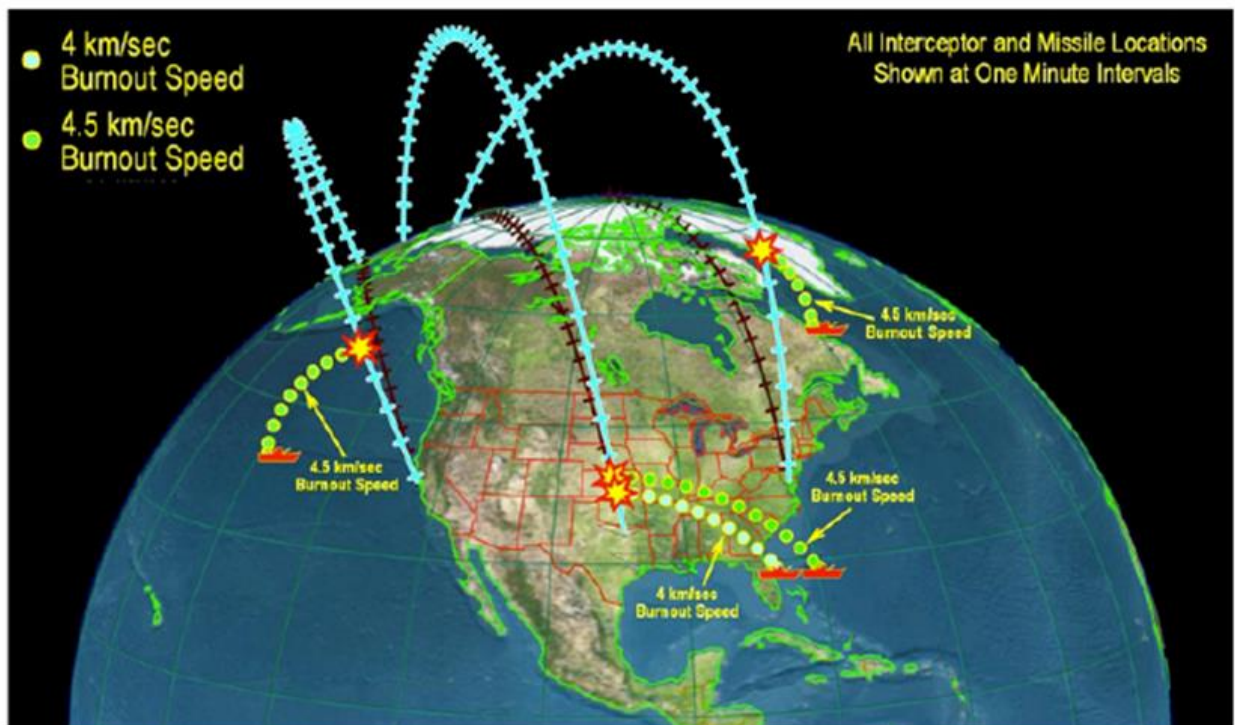 4 km/sec
Burnout Speed
4.5 km/sec
Burnout Speed
All Interceptor and Missile Locations
Shown at One Minute Intervals
4.5 km/sec
Burnout Speed
4.5 km/sec
Burnout Speed
4.5 km/sec
Burnout Speed
4 km/sec
Burnout Speed